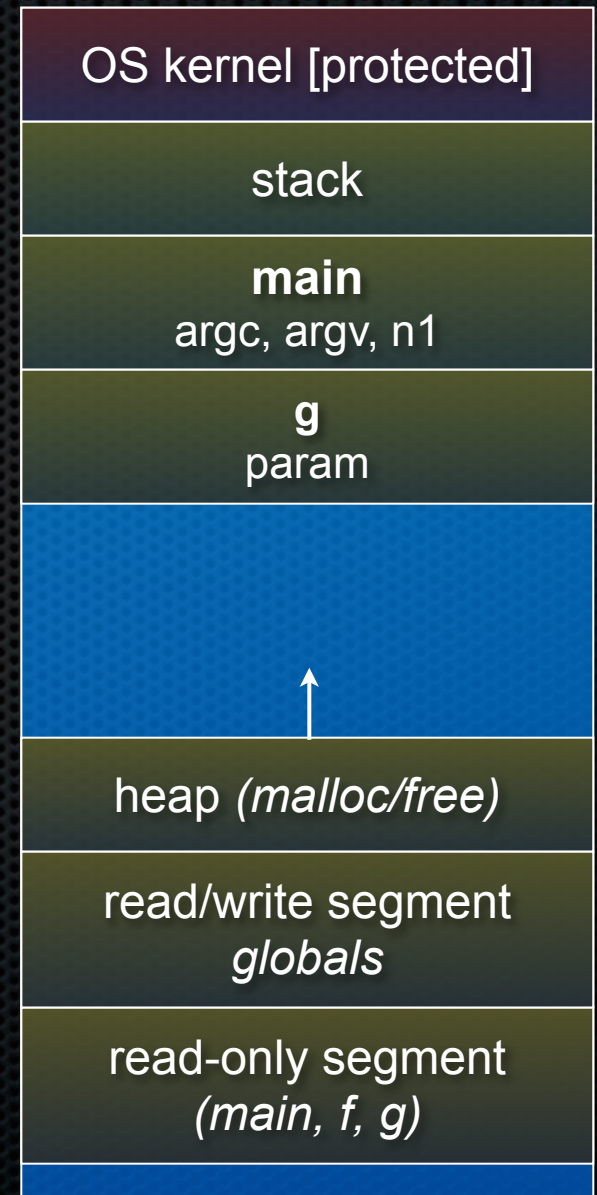 OS kernel [protected]
stack
main
argc, argv, n1
g
param
heap (malloc/free)
read/write segment
globals
read-only segment
(main, f, g)